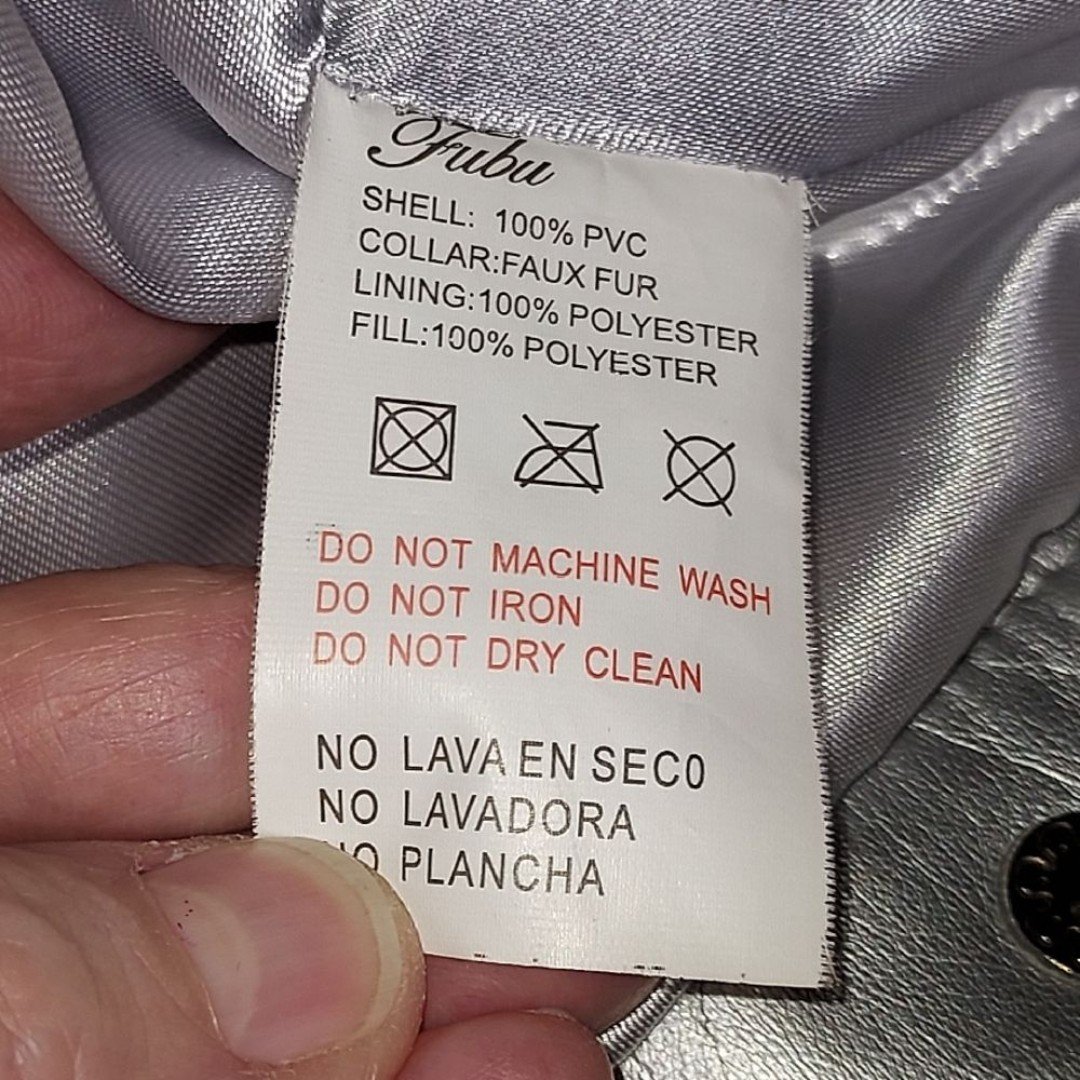 Fubu
SHELL: 100% PVC
COLLAR:FAUX FUR
LINING:100% POLYESTER
FILL:100% POLYESTER
DO NOT MACHINE WASH
DO NOT IRON
DO NOT DRY CLEAN
NO LAVA EN SECO
NO LAVADORA
NO PLANCHA